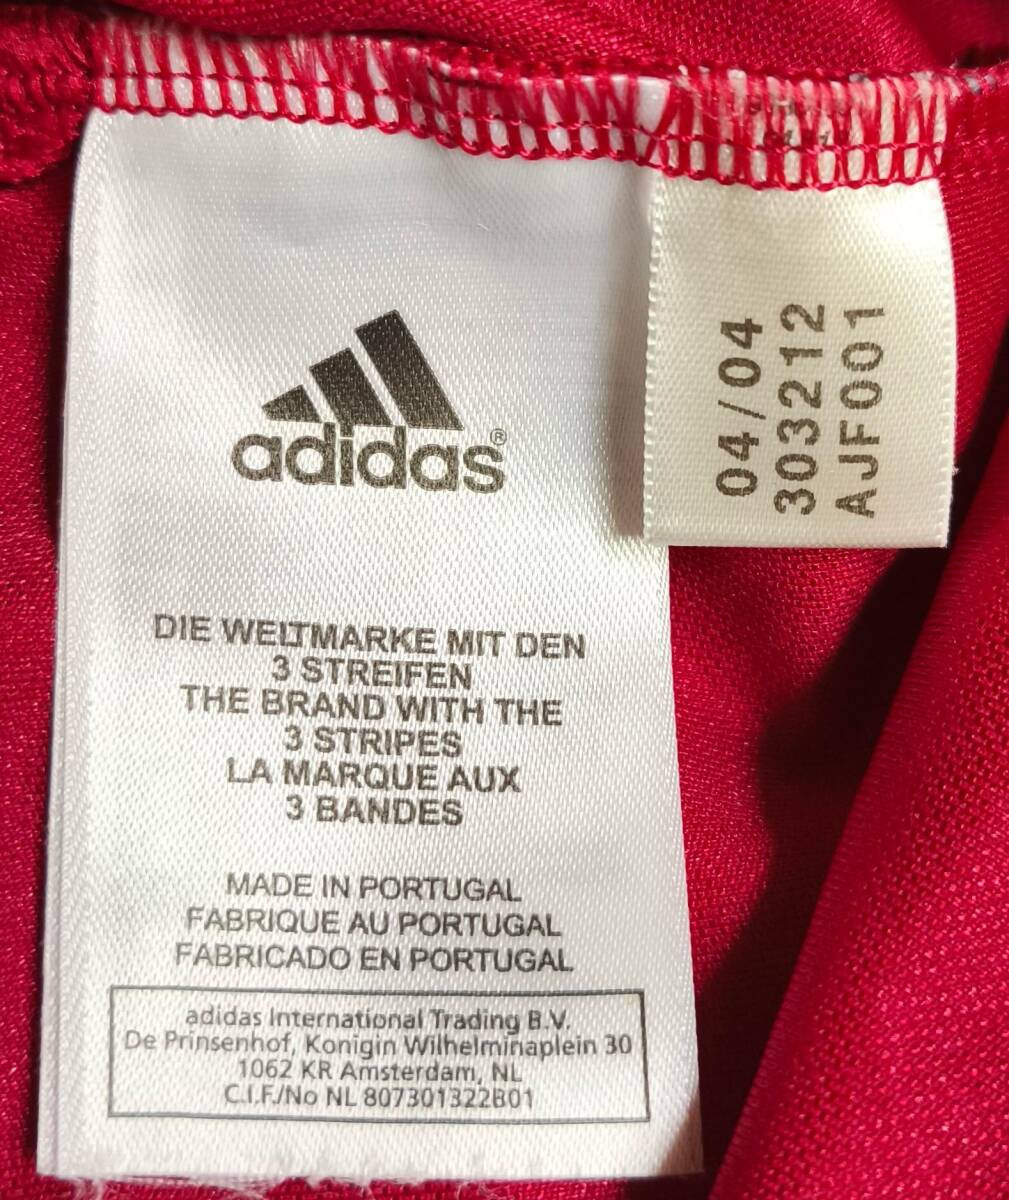 adidas®
DIE WELTMARKE MIT DEN
3 STREIFEN
THE BRAND WITH THE
3 STRIPES
LA MARQUE AUX
3 BANDES
MADE IN PORTUGAL
FABRIQUE AU PORTUGAL
FABRICADO EN PORTUGAL
adidas International Trading B.V.
De Prinsenhof, Konigin Wilhelminaplein 30
1062 KR Amsterdam, NL
C.I.F./No NL 807301322B01
04/04
303212
AJF001